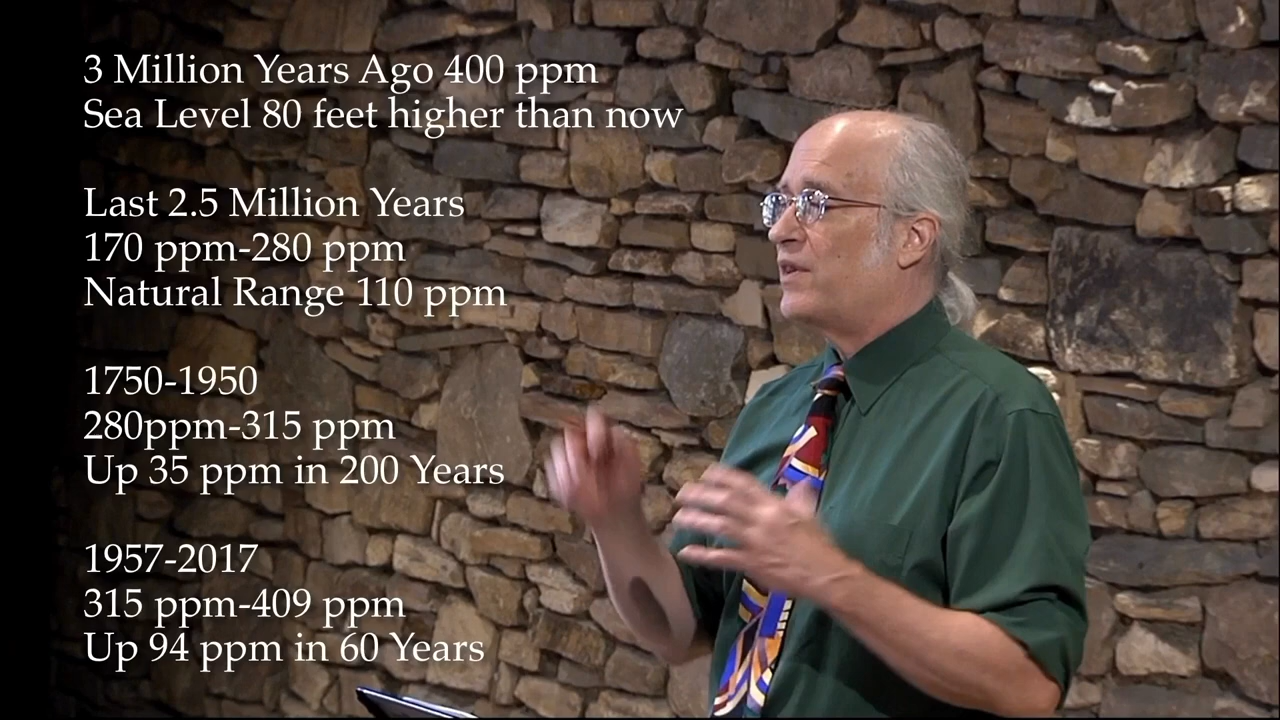 3 Million Years Ago 400 ppm
Sea Level 80 feet higher than now
Last 2.5 Million Years
170 ppm-280 ppm
Natural Range 110 ppm
1750-1950
280ppm-315 ppm
Up 35 ppm in 200 Years
1957-2017
315 ppm-409 ppm
Up 94 ppm in 60 Years